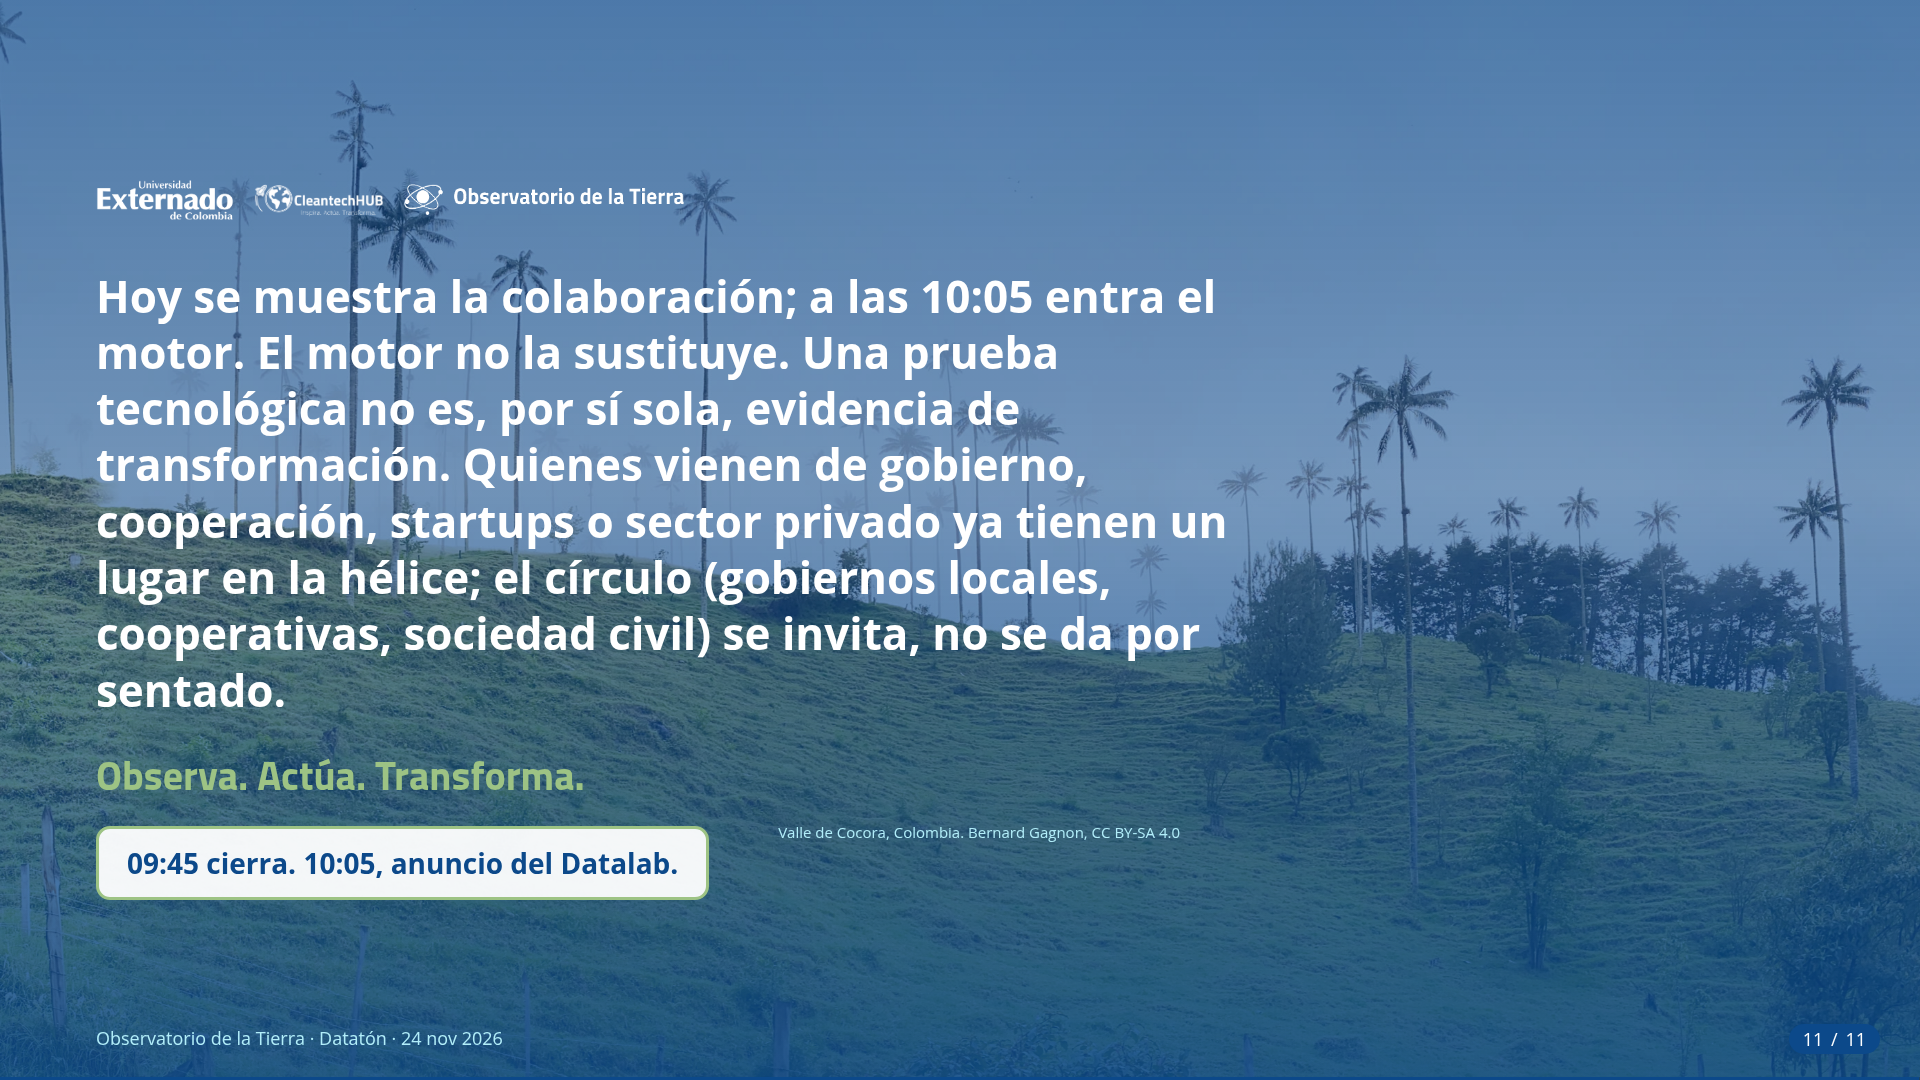 Universidad
Externado
de Colombia
CleantechHUB
Inspira. Actúa. Transforma.
Observatorio de la Tierra
Hoy se muestra la colaboración; a las 10:05 entra el
motor. El motor no la sustituye. Una prueba
tecnológica no es, por sí sola, evidencia de
transformación. Quienes vienen de gobierno,
cooperación, startups o sector privado ya tienen un
lugar en la hélice; el círculo (gobiernos locales,
cooperativas, sociedad civil) se invita, no se da por
sentado.
Observa. Actúa. Transforma.
09:45 cierra. 10:05, anuncio del Datalab.
Valle de Cocora, Colombia. Bernard Gagnon, CC BY-SA 4.0
Observatorio de la Tierra · Datatón · 24 nov 2026
11 / 11